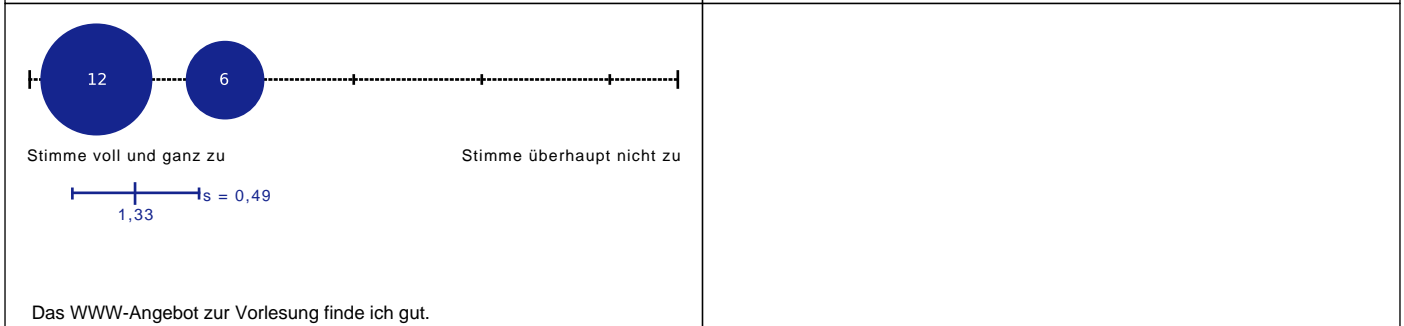 12 6
Stimme voll und ganz zu Stimme überhaupt nicht zu
s = 0,49
1,33
Das WWW-Angebot zur Vorlesung finde ich gut.